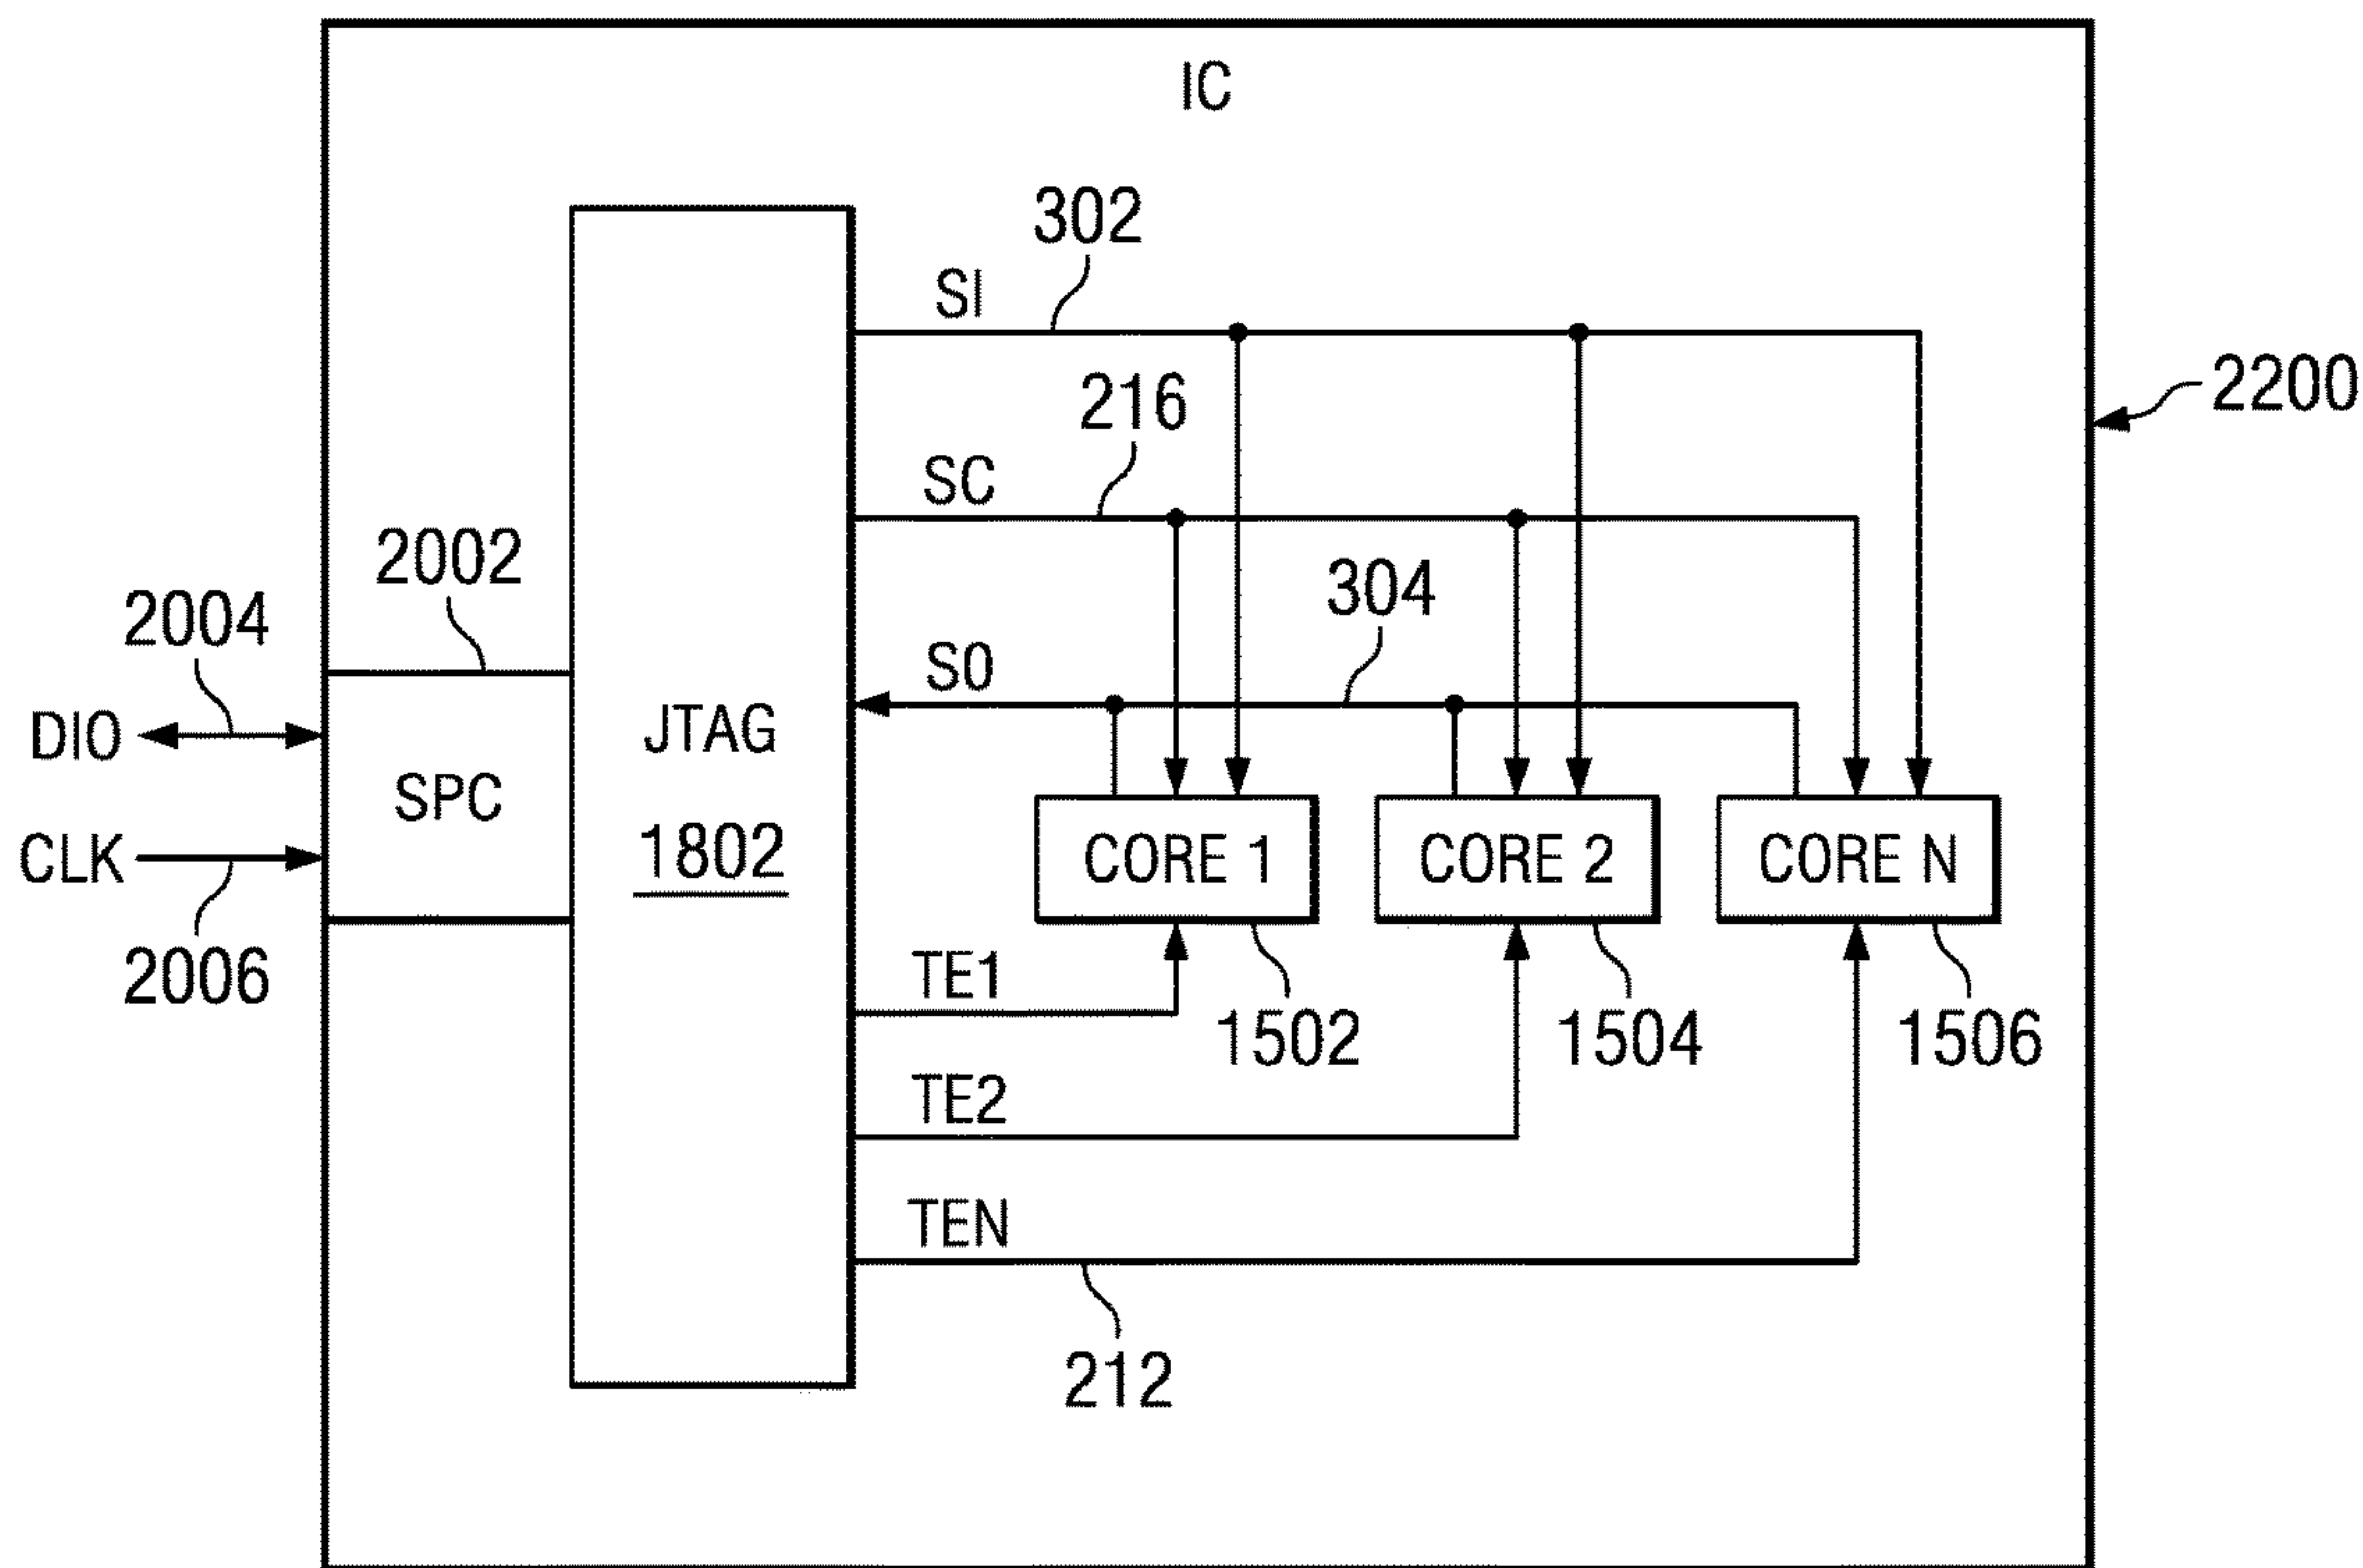 IC
302
SI
2200
216
SC
2002
304
2004
SO
DIO
JTAG
SPC
1802
CLK
CORE 1
CORE 2
CORE N
2006
TE1
1502
1504
1506
TE2
TEN
212